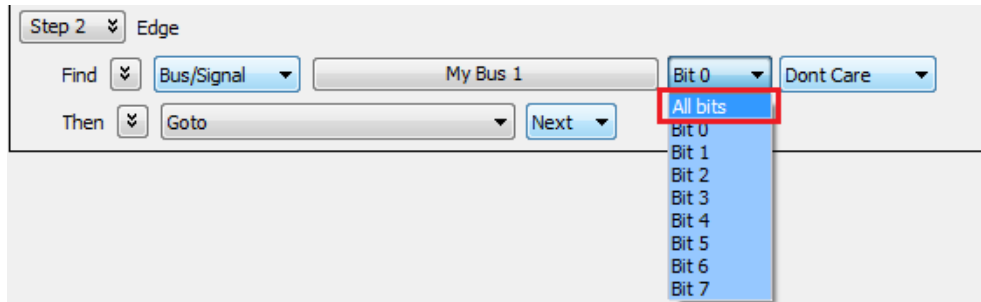 Step 2 Edge
Find Bus/Signal My Bus 1 Bit 0 Dont Care
All bits
Then Goto Next
Bit 0
Bit 1
Bit 2
Bit 3
Bit 4
Bit 5
Bit 6
Bit 7